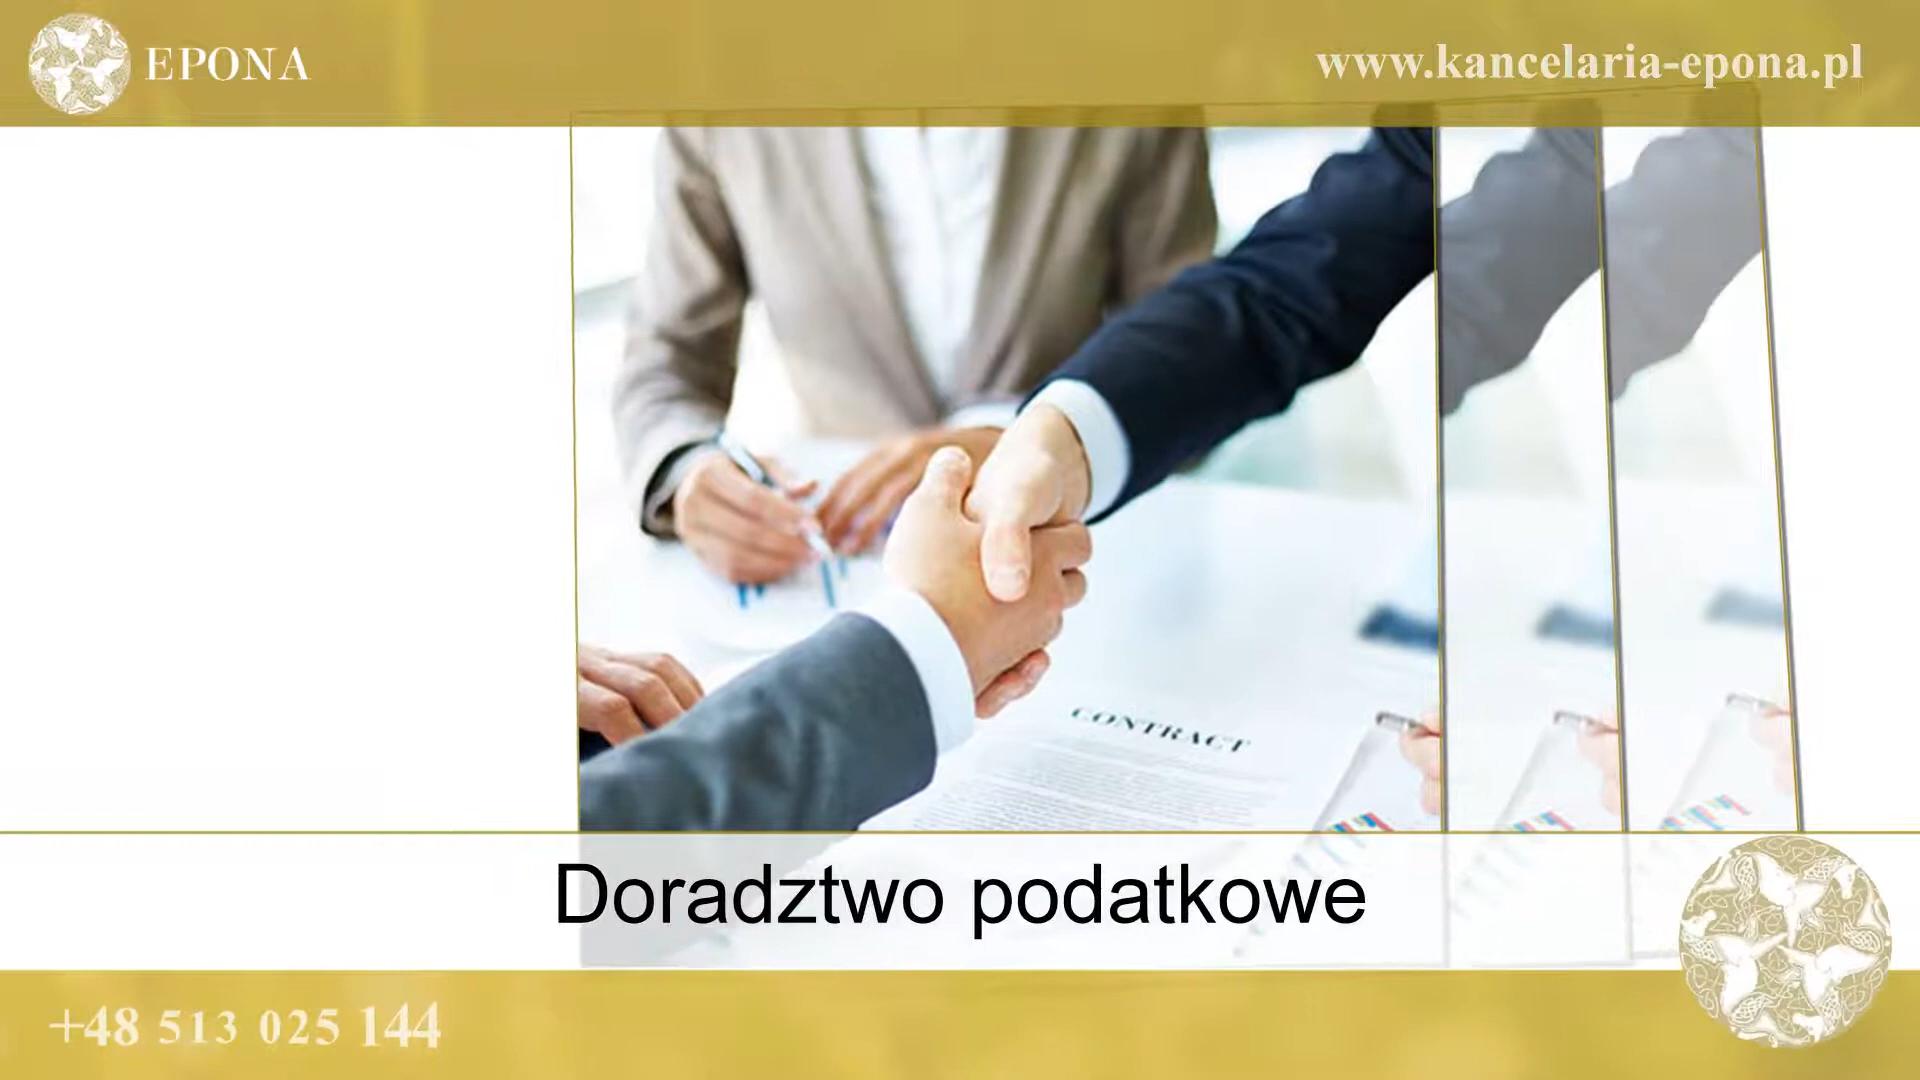 EPONA
www.kancelaria-epona.pl
CONTRACT
Doradztwo podatkowe
+48 513 025 144